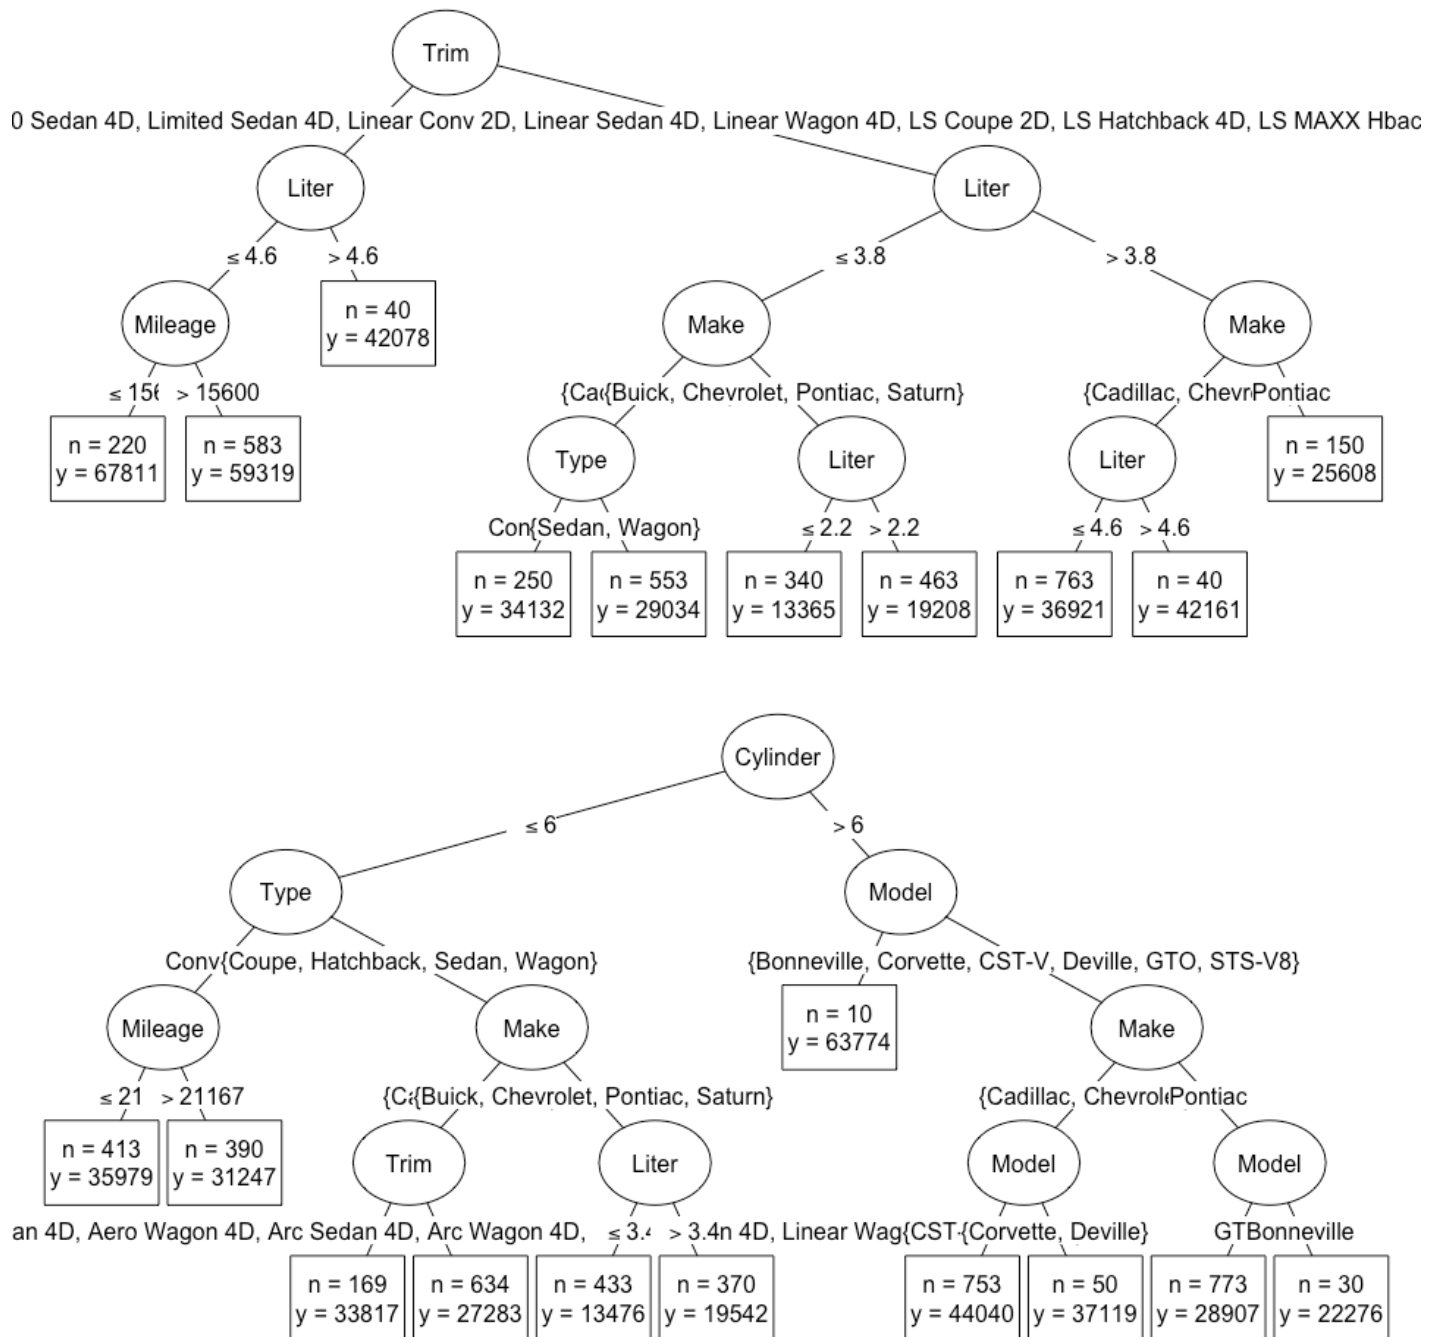 Trim
0 Sedan 4D, Limited Sedan 4D, Linear Conv 2D, Linear Sedan 4D, Linear Wagon 4D, LS Coupe 2D, LS Hatchback 4D, LS MAXX Hbac
Liter Liter
≤ 4.6 > 4.6 ≤ 3.8 > 3.8
Mileage n = 40 Make Make
y = 42078
≤ 156 > 15600 {Ca{Buick, Chevrolet, Pontiac, Saturn} {Cadillac, ChevrPontiac
n = 220 n = 583 Type Liter Liter n = 150
y = 67811 y = 59319 y = 25608
Con{Sedan, Wagon} ≤ 2.2 > 2.2 ≤ 4.6 > 4.6
n = 250 n = 553 n = 340 n = 463 n = 763 n = 40
y = 34132 y = 29034 y = 13365 y = 19208 y = 36921 y = 42161
Cylinder
≤ 6 > 6
Type Model
Conv{Coupe, Hatchback, Sedan, Wagon} {Bonneville, Corvette, CST-V, Deville, GTO, STS-V8}
Mileage Make n = 10 Make
y = 63774
≤ 21 > 21167 {Ca{Buick, Chevrolet, Pontiac, Saturn} {Cadillac, ChevrolePontiac
n = 413 n = 390 Trim Liter Model Model
y = 35979 y = 31247
an 4D, Aero Wagon 4D, Arc Sedan 4D, Arc Wagon 4D, ≤ 3.4 > 3.4n 4D, Linear Wag{CST-{Corvette, Deville} GTBonneville
n = 169 n = 634 n = 433 n = 370 n = 753 n = 50 n = 773 n = 30
y = 33817 y = 27283 y = 13476 y = 19542 y = 44040 y = 37119 y = 28907 y = 22276